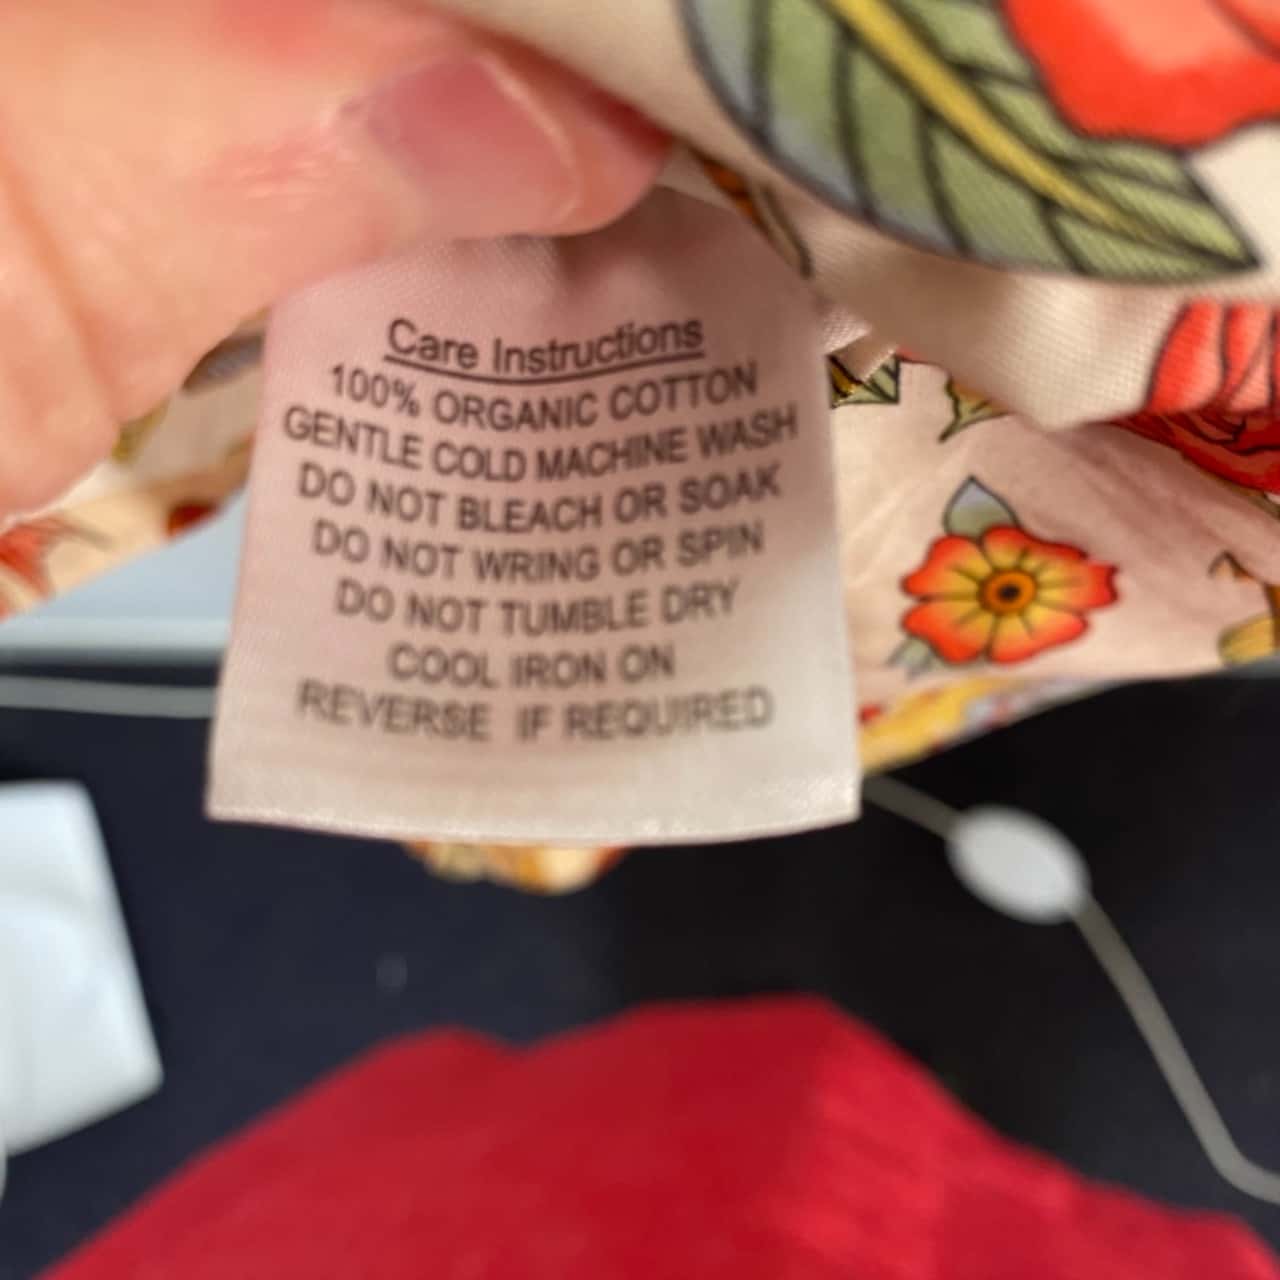 Care Instructions
100% ORGANIC COTTON
GENTLE COLD MACHINE WASH
DO NOT BLEACH OR SOAK
DO NOT WRING OR SPIN
DO NOT TUMBLE DRY
COOL IRON ON
REVERSE IF REQUIRED